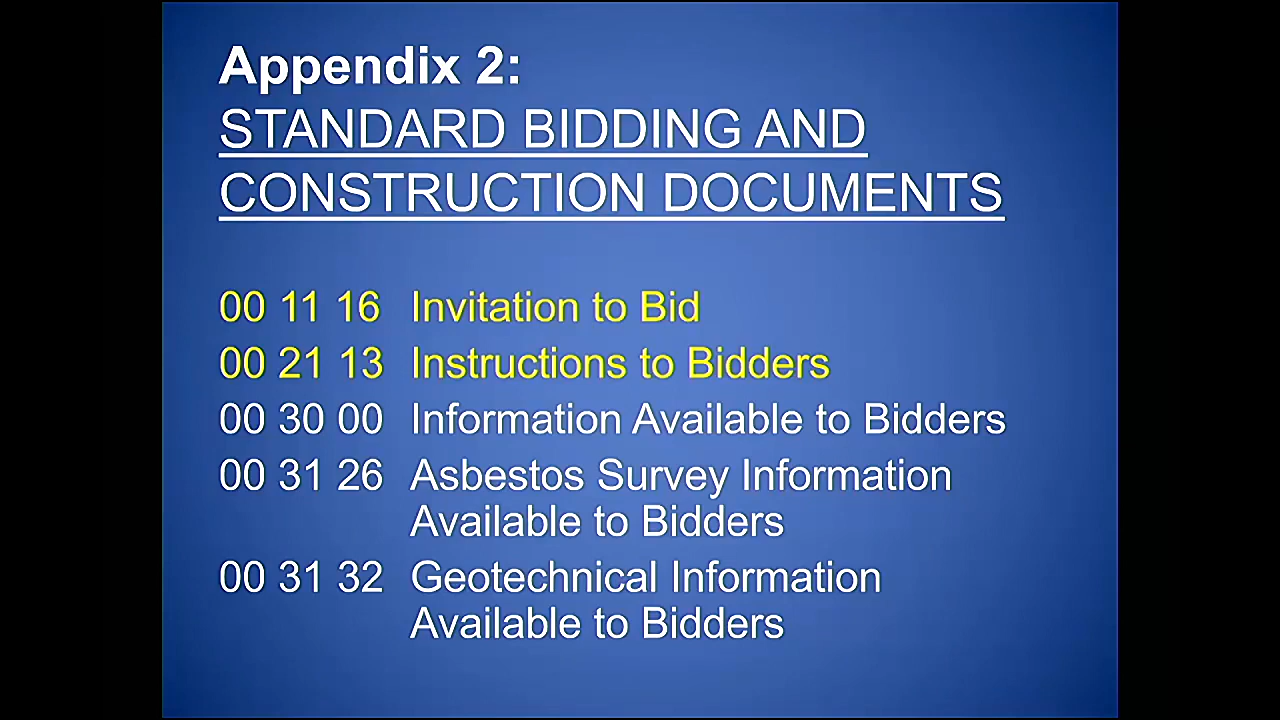 Appendix 2:
STANDARD BIDDING AND
CONSTRUCTION DOCUMENTS
00 11 16 Invitation to Bid
00 21 13 Instructions to Bidders
00 30 00 Information Available to Bidders
00 31 26 Asbestos Survey Information
Available to Bidders
00 31 32 Geotechnical Information
Available to Bidders